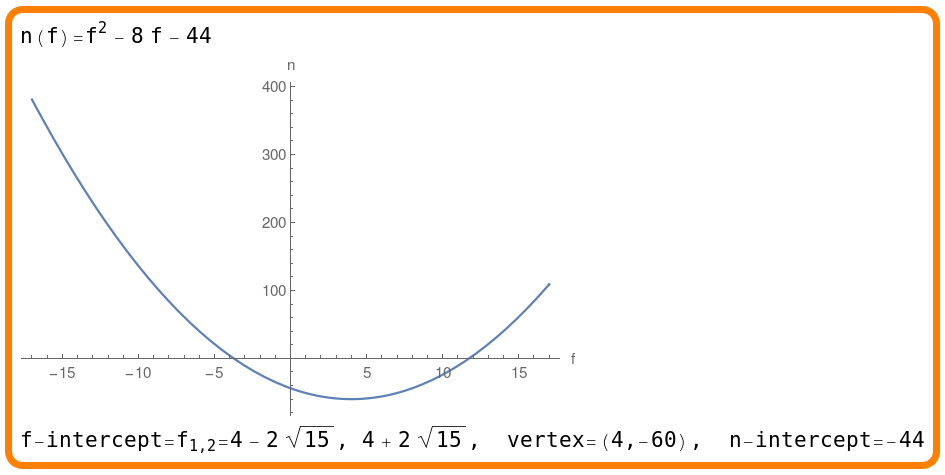 n(f)=f² − 8 f − 44
n
400
300
200
100
−15 −10 −5 5 10 15 f
f−intercept=f₁,₂=4 − 2 √15, 4 + 2 √15, vertex=(4,−60), n−intercept=−44